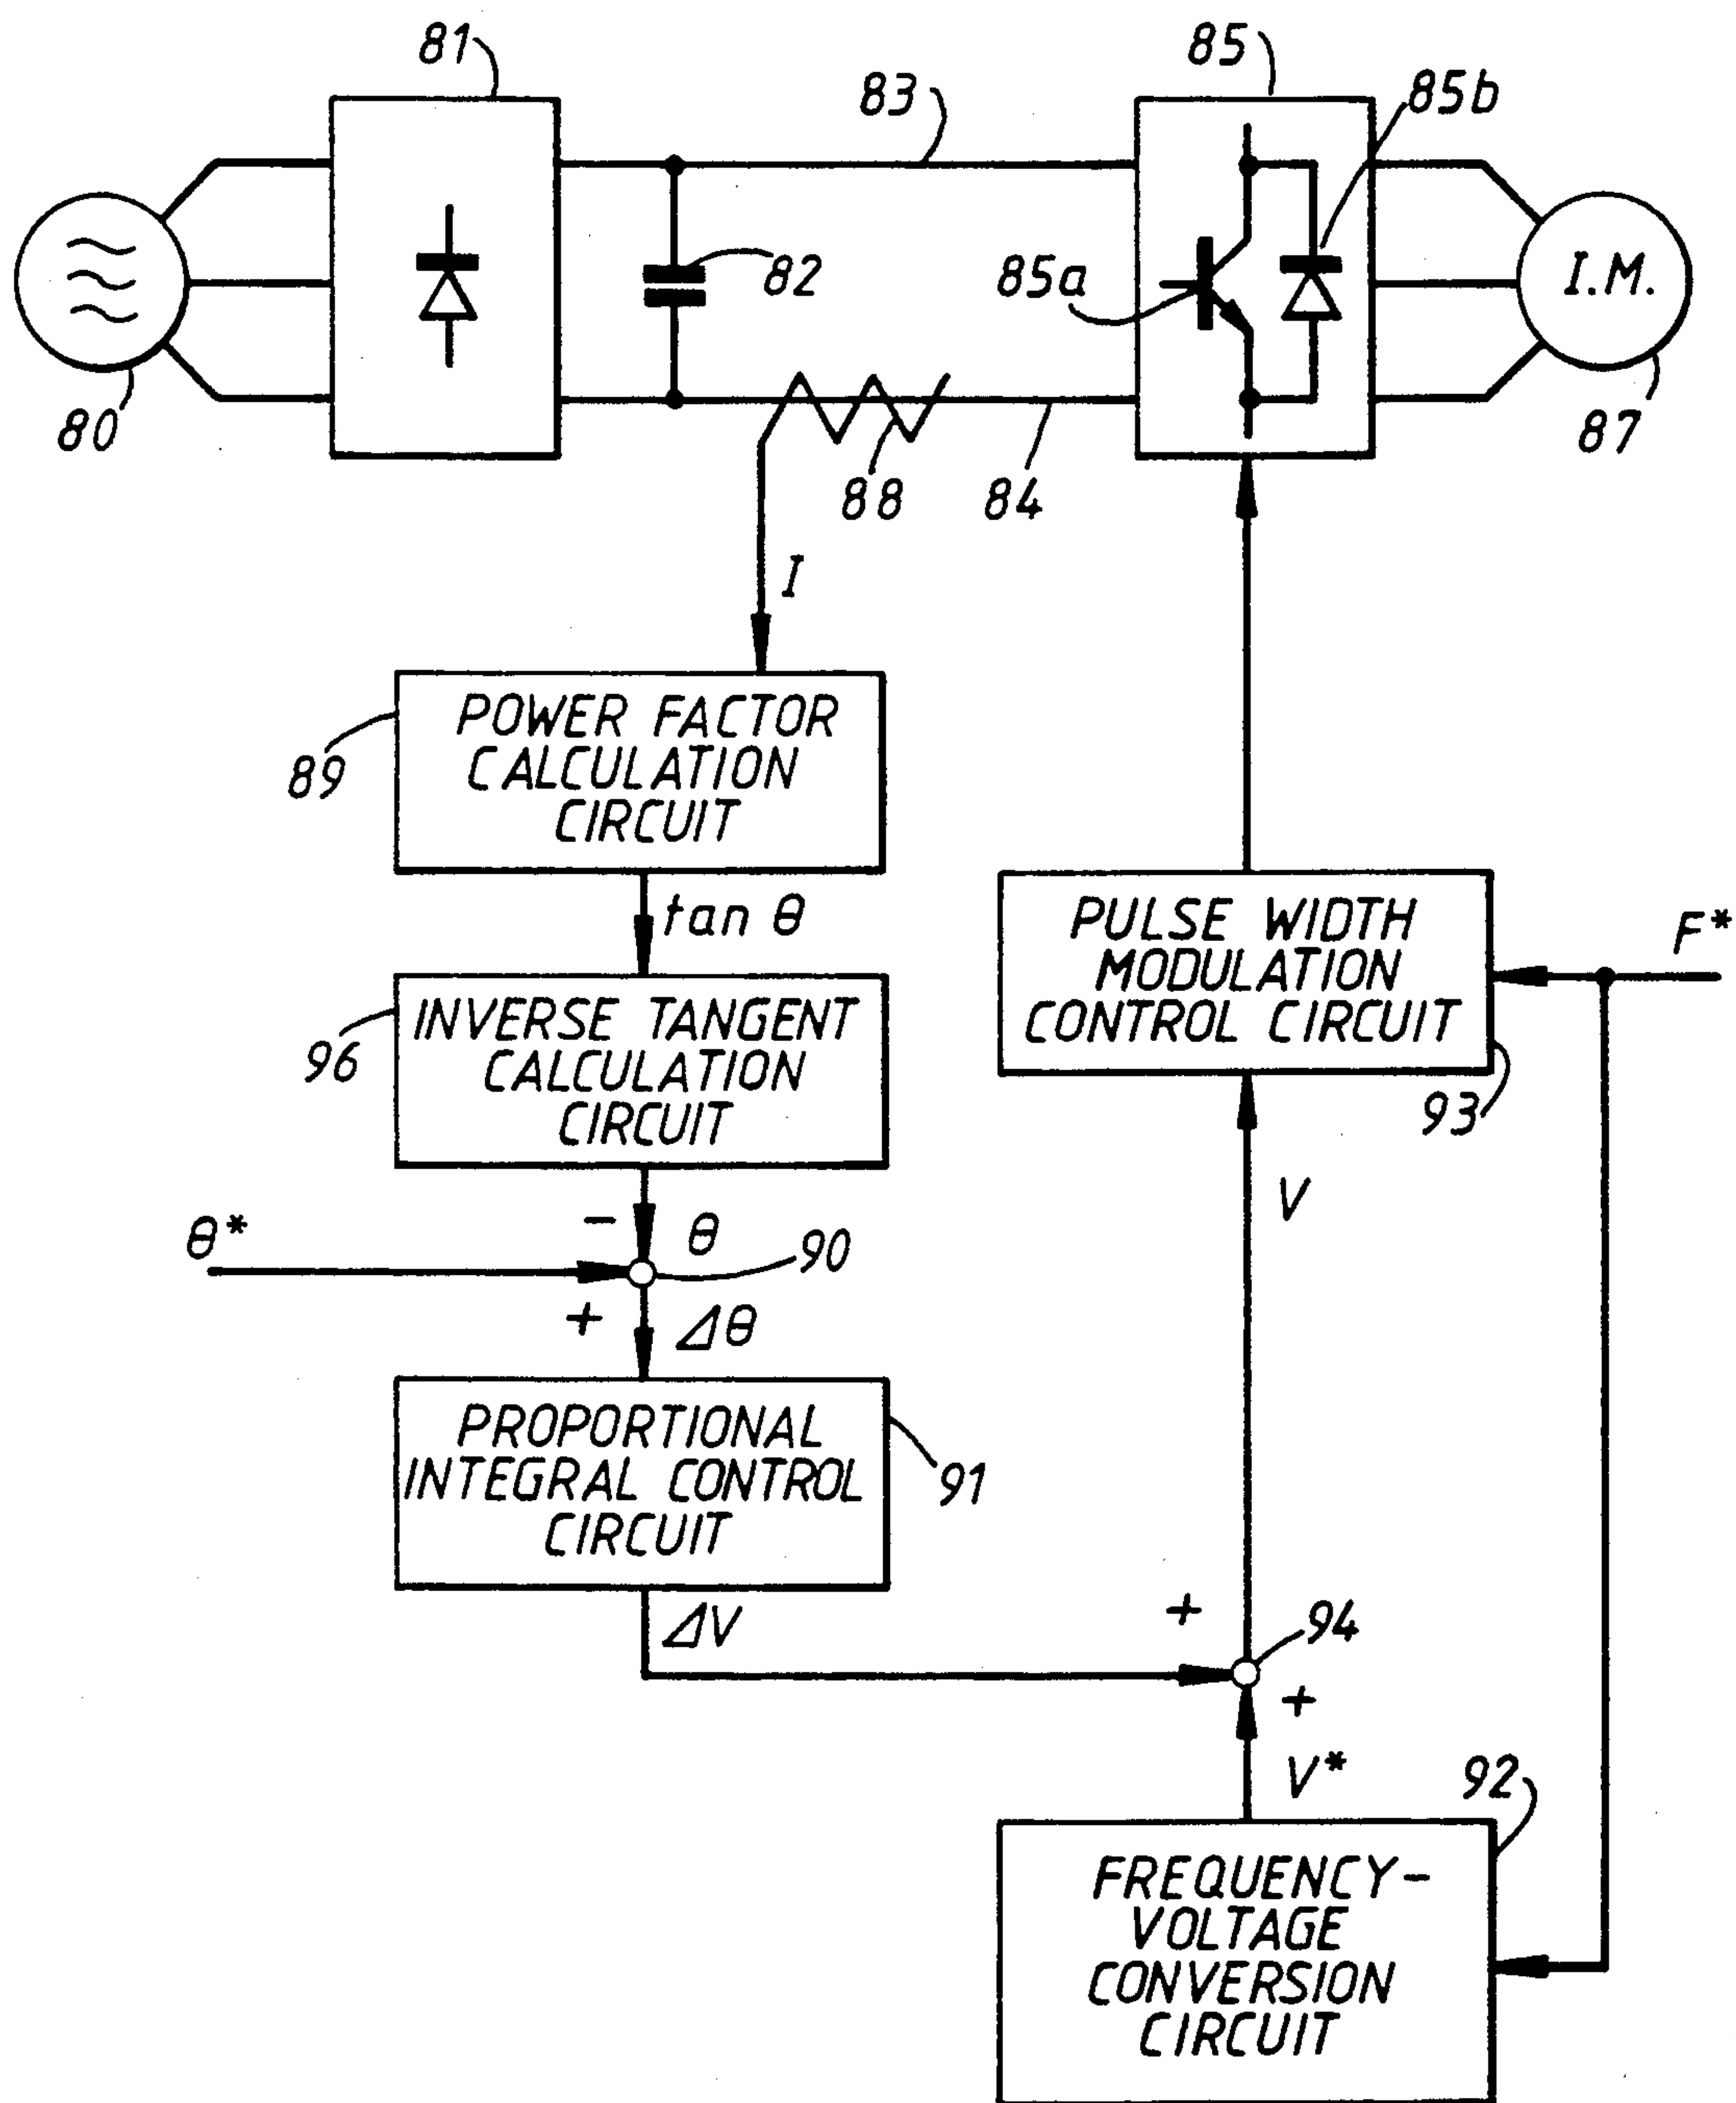 81
85
83
85b
82
85a
I.M.
80
88
84
87
I
POWER FACTOR
CALCULATION
CIRCUIT
89
tan θ
PULSE WIDTH
MODULATION
CONTROL CIRCUIT
F*
INVERSE TANGENT
CALCULATION
CIRCUIT
96
93
V
θ*
−
θ
90
+
Δθ
PROPORTIONAL
INTEGRAL CONTROL
CIRCUIT
91
ΔV
+
94
+
V*
92
FREQUENCY-
VOLTAGE
CONVERSION
CIRCUIT